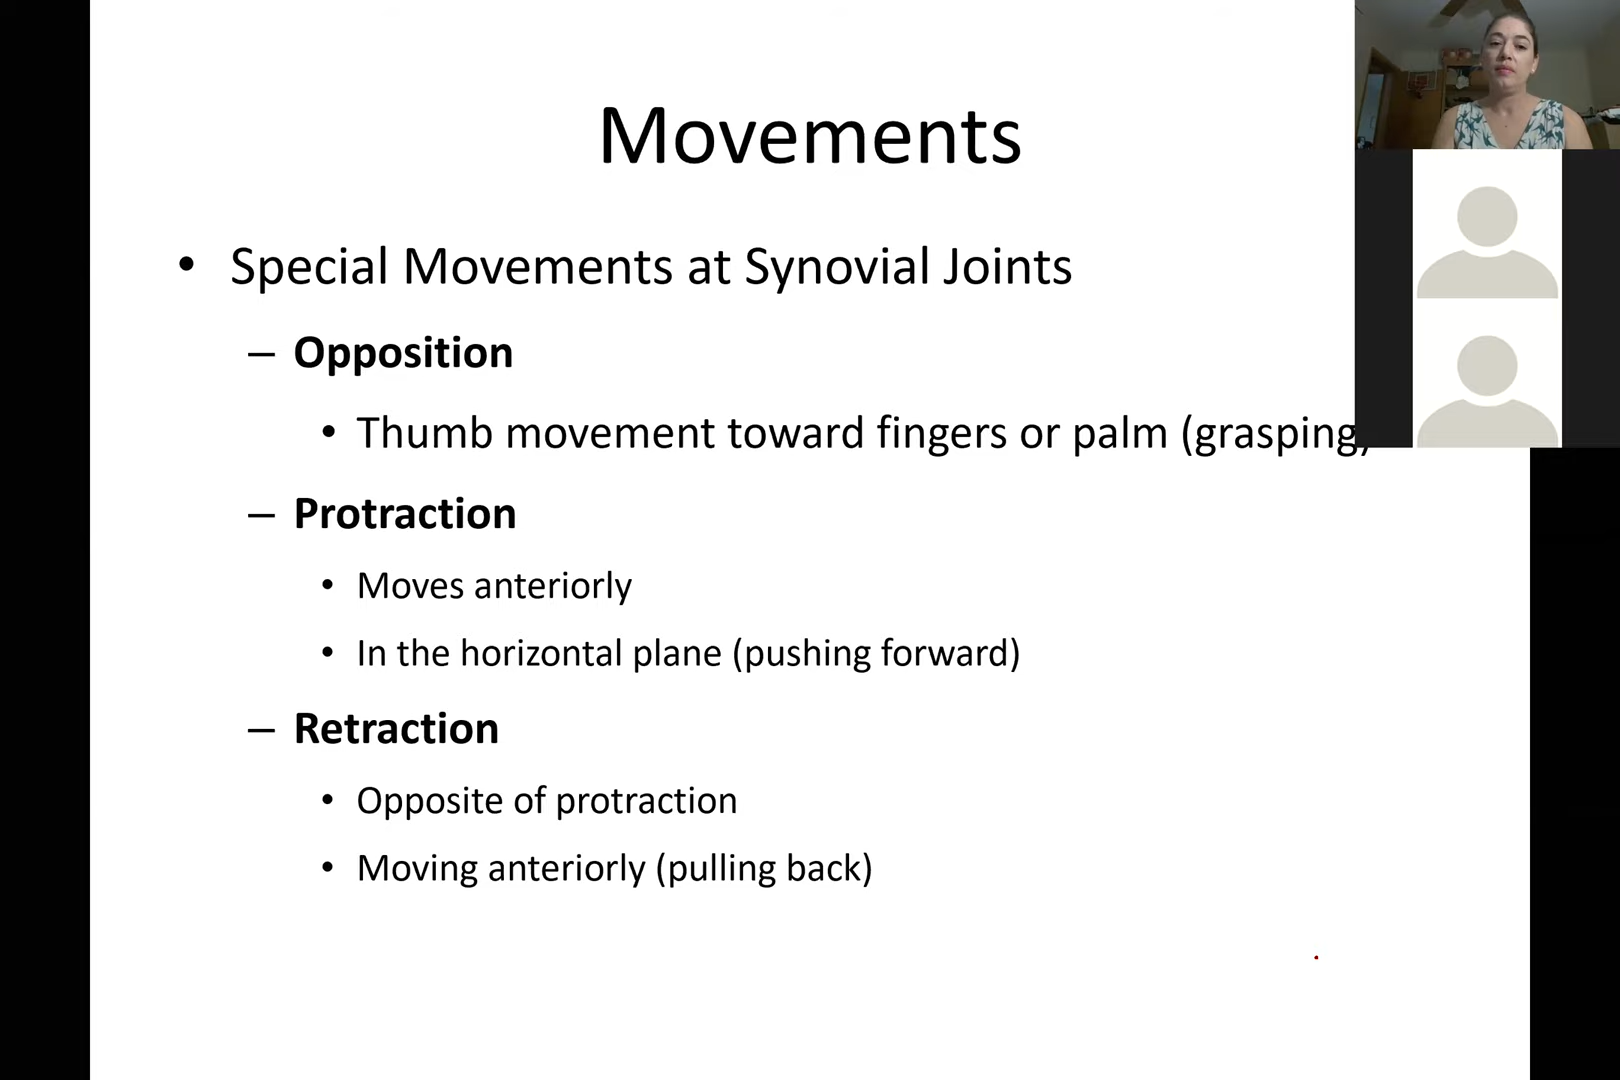 Movements
• Special Movements at Synovial Joints
– Opposition
• Thumb movement toward fingers or palm (grasping)
– Protraction
• Moves anteriorly
• In the horizontal plane (pushing forward)
– Retraction
• Opposite of protraction
• Moving anteriorly (pulling back)